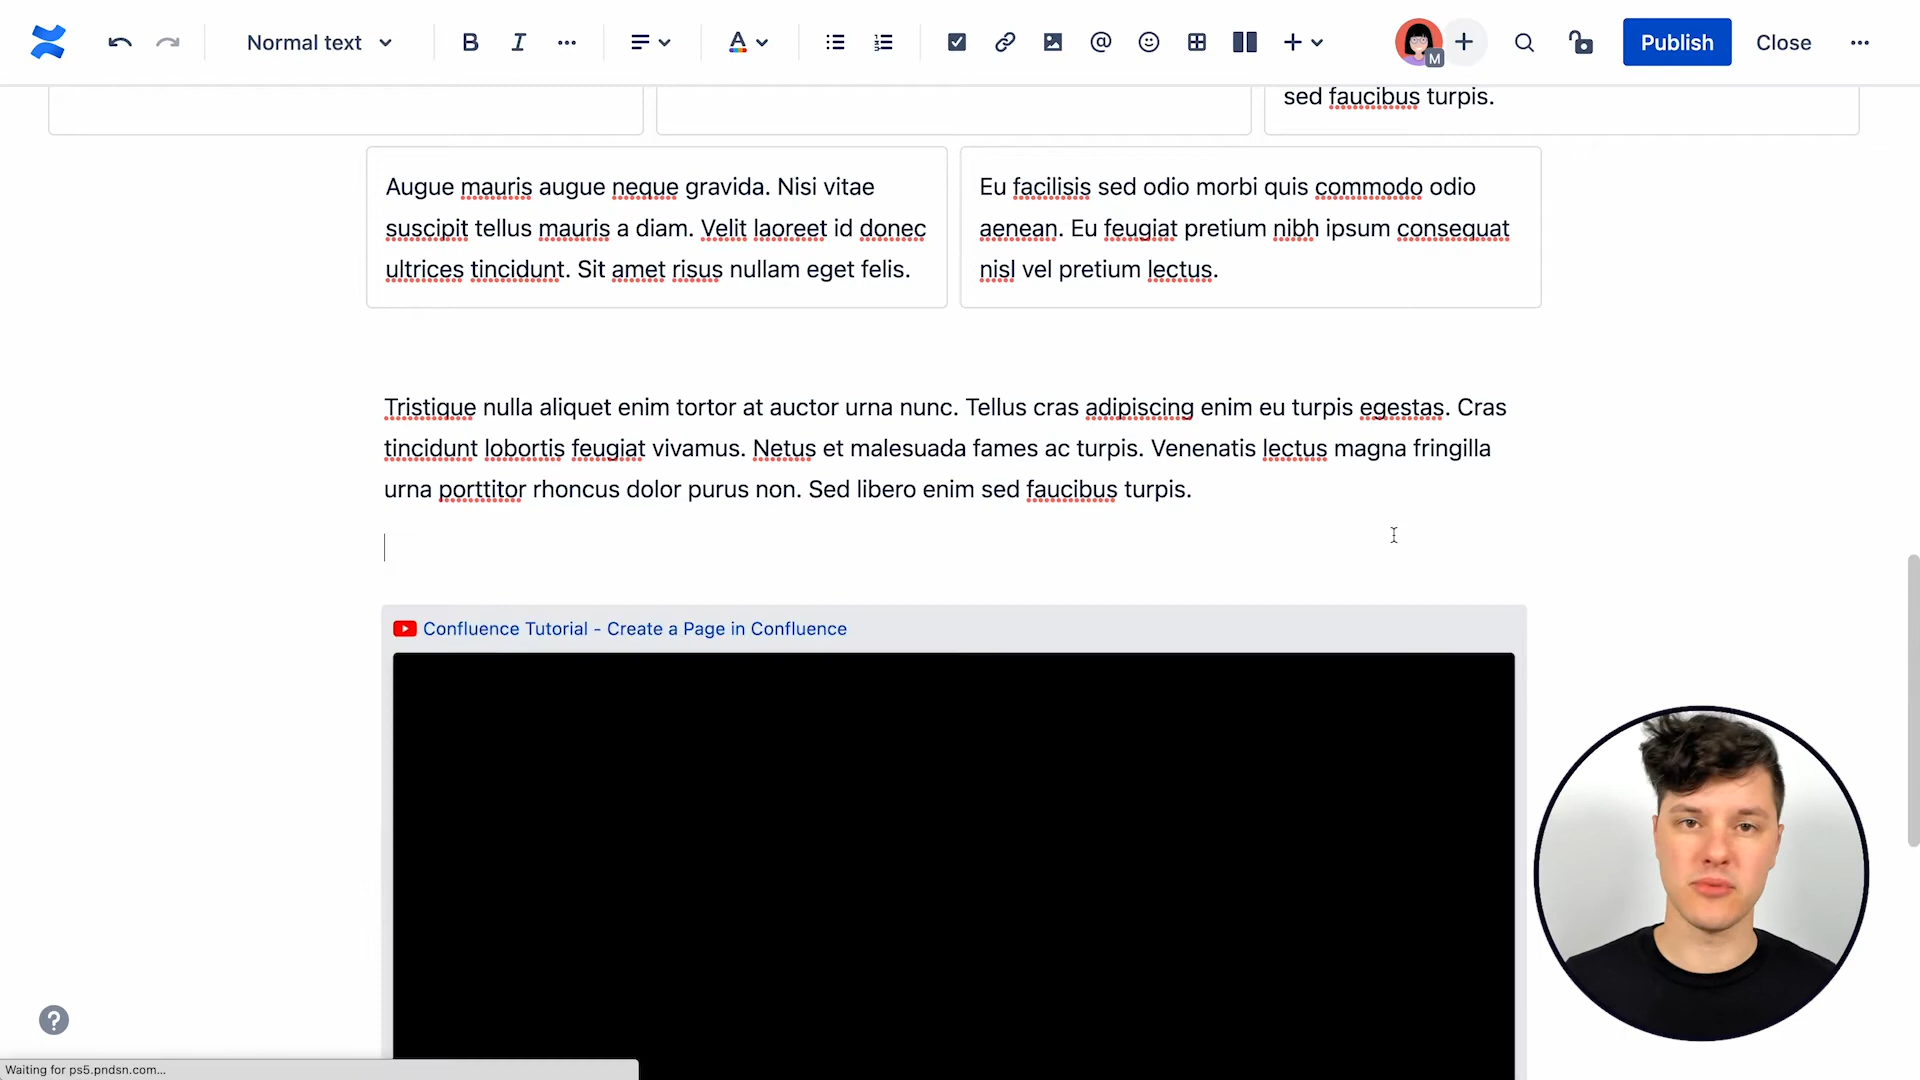 Normal text
B
I
A
@
M
Publish
Close
sed faucibus turpis.
Augue mauris augue neque gravida. Nisi vitae
suscipit tellus mauris a diam. Velit laoreet id donec
ultrices tincidunt. Sit amet risus nullam eget felis.
Eu facilisis sed odio morbi quis commodo odio
aenean. Eu feugiat pretium nibh ipsum consequat
nisl vel pretium lectus.
Tristique nulla aliquet enim tortor at auctor urna nunc. Tellus cras adipiscing enim eu turpis egestas. Cras
tincidunt lobortis feugiat vivamus. Netus et malesuada fames ac turpis. Venenatis lectus magna fringilla
urna porttitor rhoncus dolor purus non. Sed libero enim sed faucibus turpis.
Confluence Tutorial - Create a Page in Confluence
?
Waiting for ps5.pndsn.com...